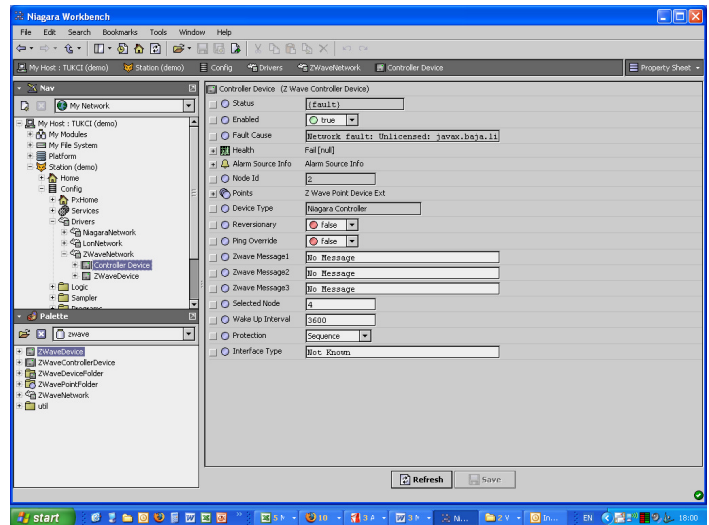 Niagara Workbench
File Edit Search Bookmarks Tools Window Help
My Host : TUKCI (demo) Station (demo) Config Drivers ZWaveNetwork Controller Device Property Sheet
Nav
My Network
My Host : TUKCI (demo)
My Modules
My File System
Platform
Station (demo)
Home
Config
PxHome
Services
Drivers
NiagaraNetwork
LonNetwork
ZWaveNetwork
Controller Device
ZWaveDevice
Logic
Sampler
Palette
zwave
ZWaveDevice
ZWaveControllerDevice
ZWaveDeviceFolder
ZWavePointFolder
ZWaveNetwork
util
Controller Device (Z Wave Controller Device)
Status {fault}
Enabled true
Fault Cause Network fault: Unlicensed: javax.baja.li
Health Fail [null]
Alarm Source Info Alarm Source Info
Node Id 2
Points Z Wave Point Device Ext
Device Type Niagara Controller
Reversionary false
Ping Override false
Zwave Message1 No Message
Zwave Message2 No Message
Zwave Message3 No Message
Selected Node 4
Wake Up Interval 3600
Protection Sequence
Interface Type Not Known
Refresh Save
start 5 10 3 A 3 N... 2 V In... EN 18:00